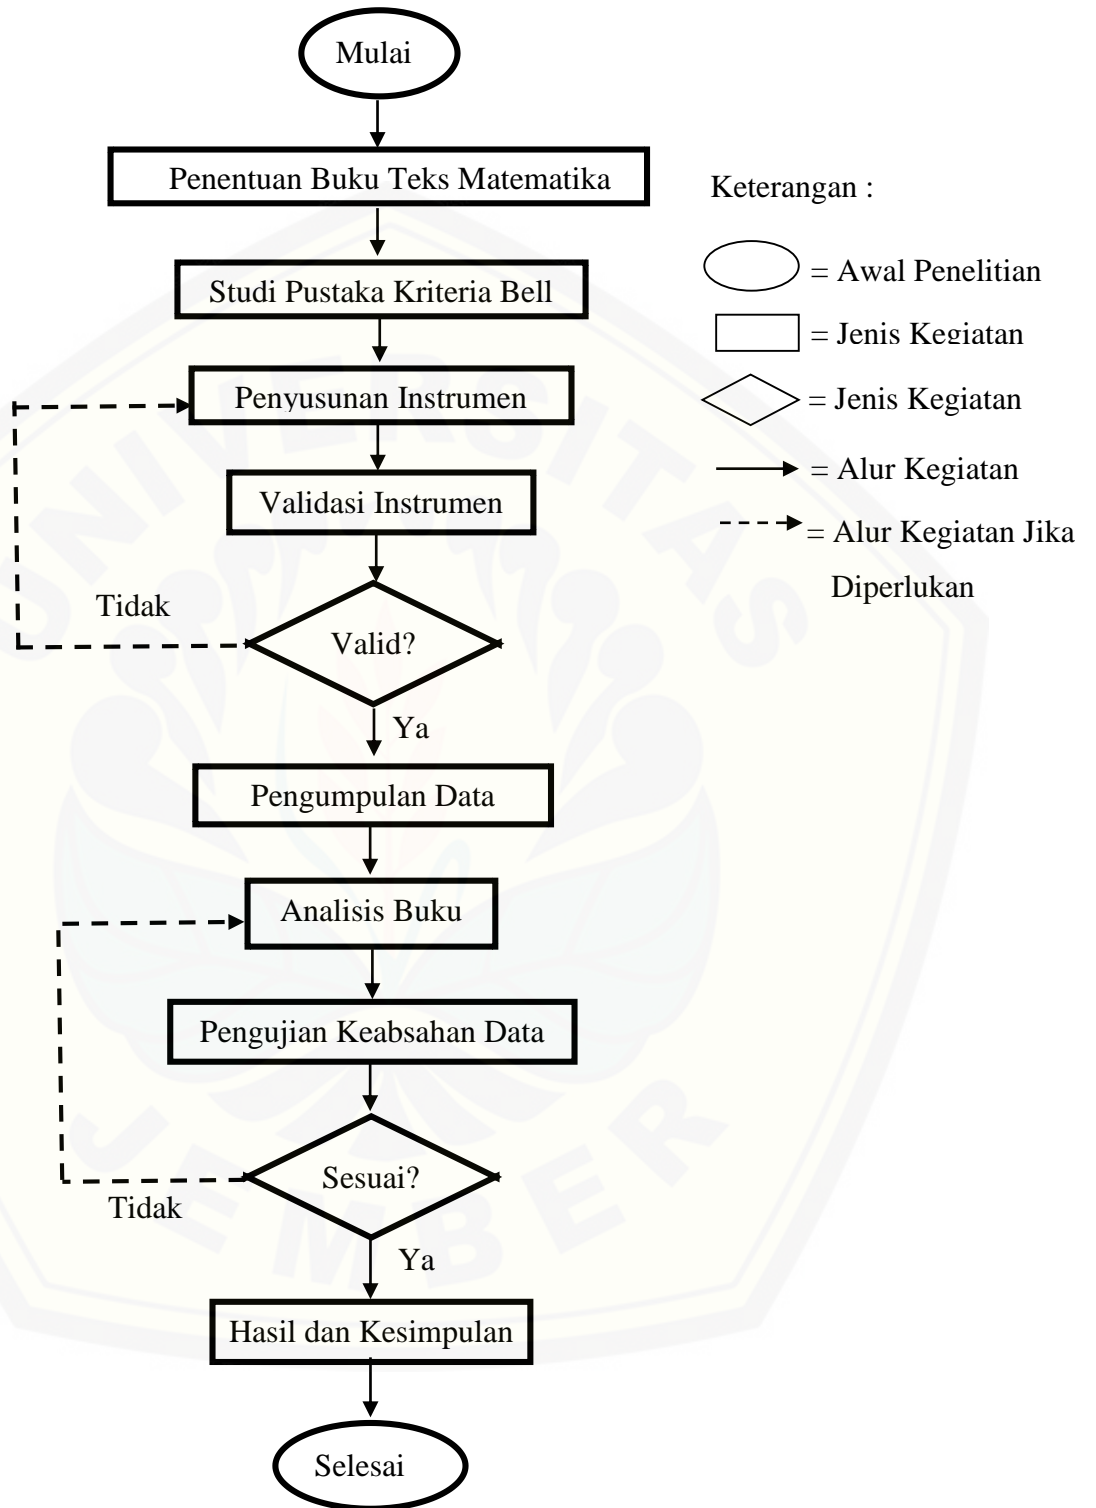 Mulai
Penentuan Buku Teks Matematika
Studi Pustaka Kriteria Bell
Penyusunan Instrumen
Validasi Instrumen
Tidak
Valid?
Ya
Pengumpulan Data
Analisis Buku
Pengujian Keabsahan Data
Sesuai?
Tidak
Ya
Hasil dan Kesimpulan
Selesai
Keterangan :
= Awal Penelitian
= Jenis Kegiatan
= Jenis Kegiatan
= Alur Kegiatan
= Alur Kegiatan Jika
Diperlukan
UNIVERSITAS
JEMBER